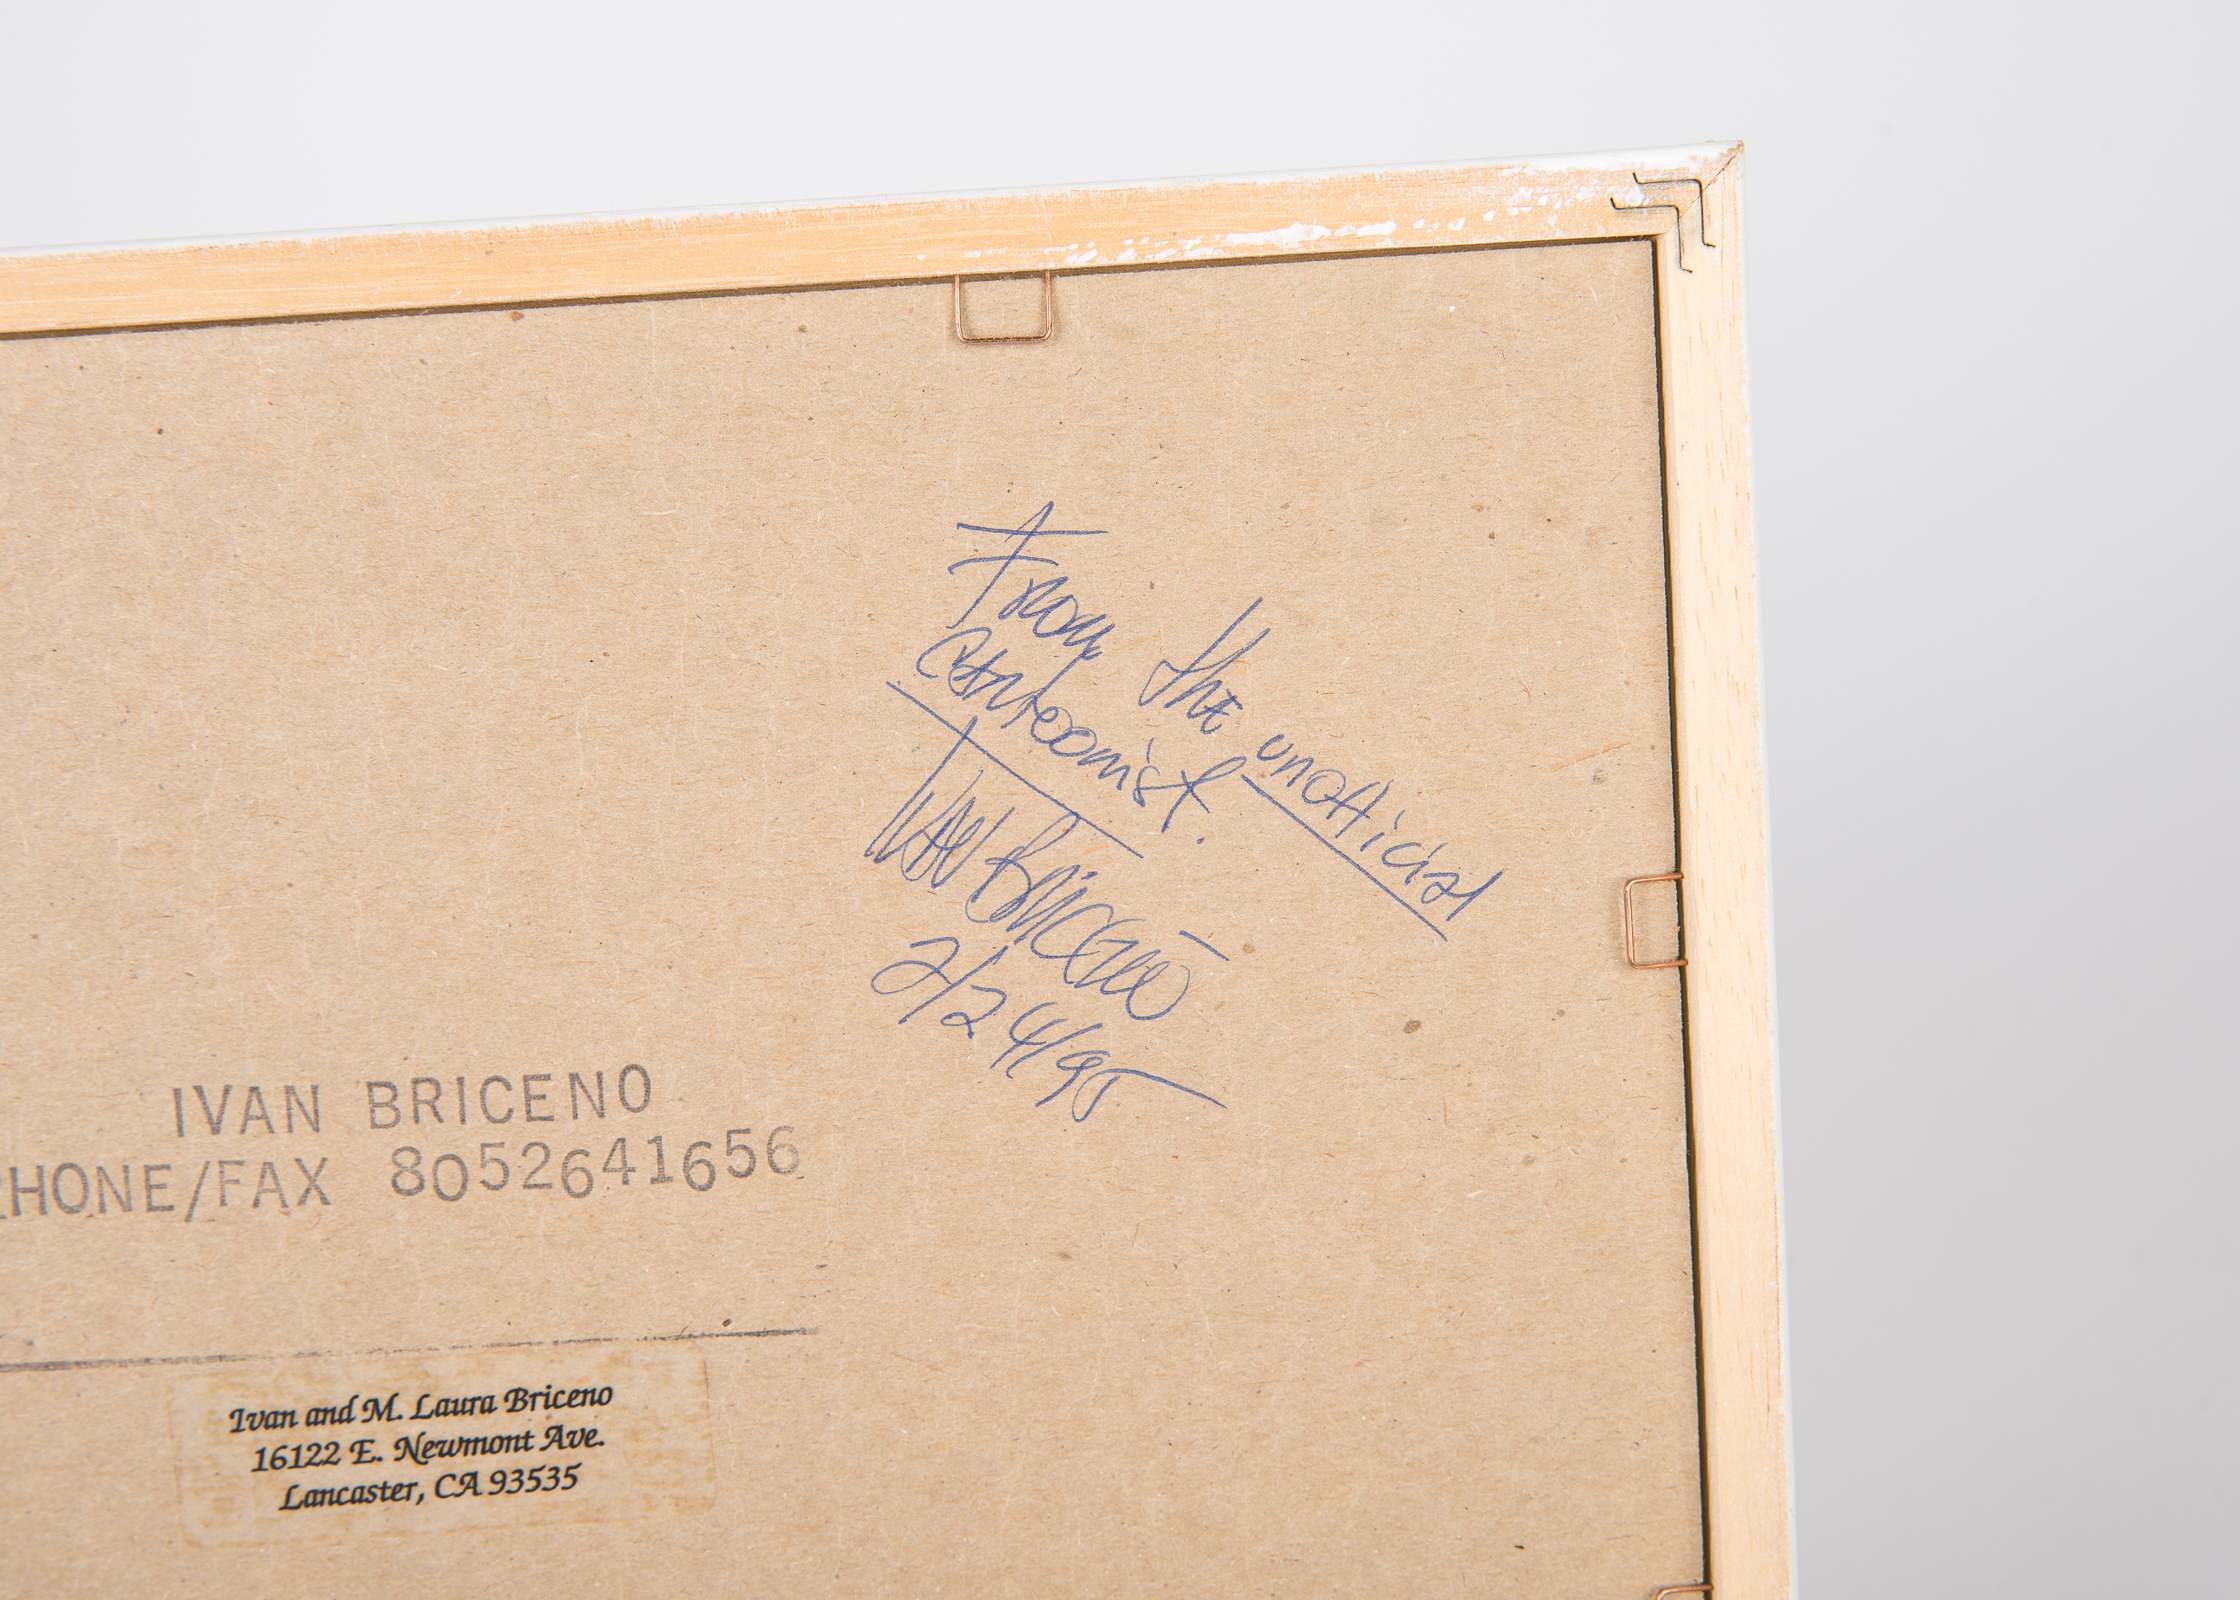 From the unofficial
Cartoonist.
Ivan Briceño
2/24/95
IVAN BRICENO
PHONE/FAX 8052641656
Ivan and M. Laura Briceno
16122 E. Newmont Ave.
Lancaster, CA 93535